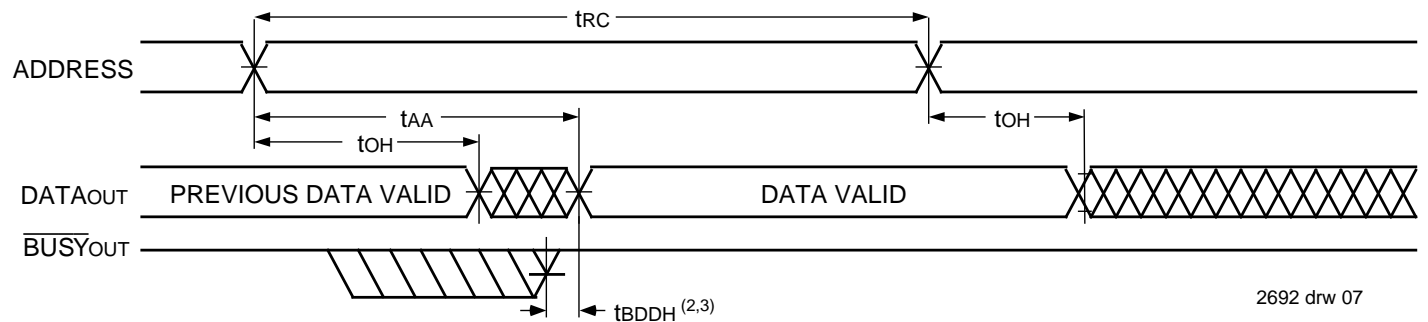 tRC
ADDRESS
tAA
tOH
tOH
DATAOUT
PREVIOUS DATA VALID
DATA VALID
BUSYOUT
tBDDH (2,3)
2692 drw 07